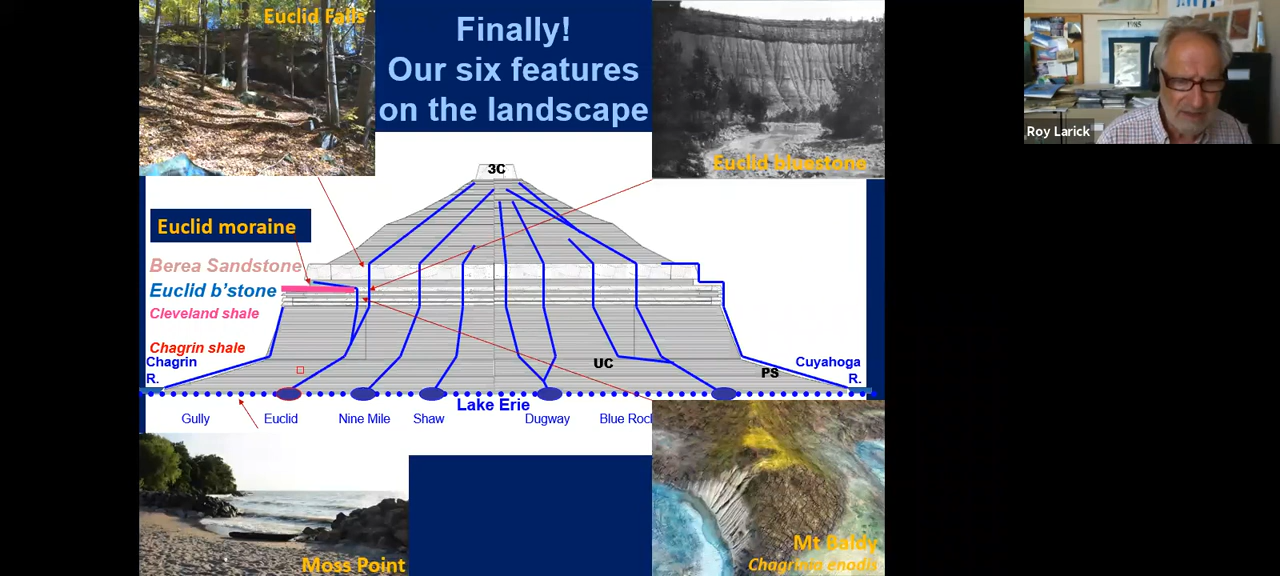 Euclid Falls
Finally!
Our six features
on the landscape
Euclid bluestone
1985
Roy Larick
3C
Euclid moraine
Berea Sandstone
Euclid b'stone
Cleveland shale
Chagrin shale
Chagrin
R.
UC
PS
Cuyahoga
R.
Lake Erie
Gully
Euclid
Nine Mile
Shaw
Dugway
Blue Rock
Moss Point
Mt Baldy
Chagrinia enodis